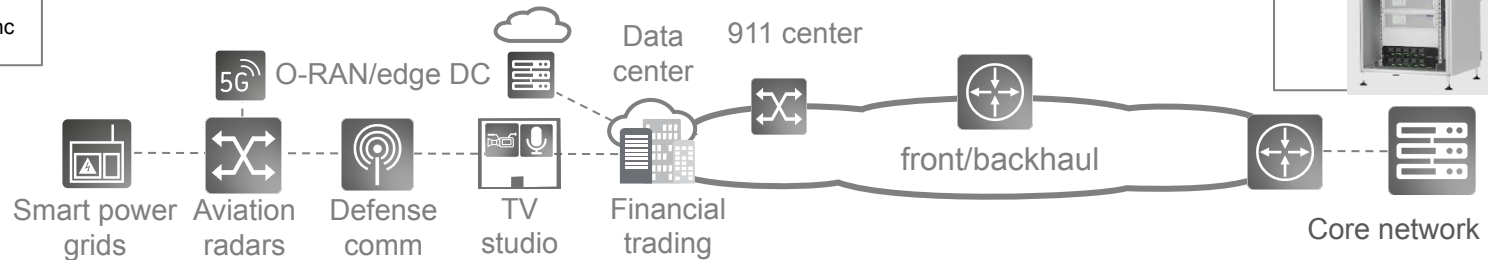 nc
5G
O-RAN/edge DC
Data
center
911 center
front/backhaul
Smart power
grids
Aviation
radars
Defense
comm
TV
studio
Financial
trading
Core network